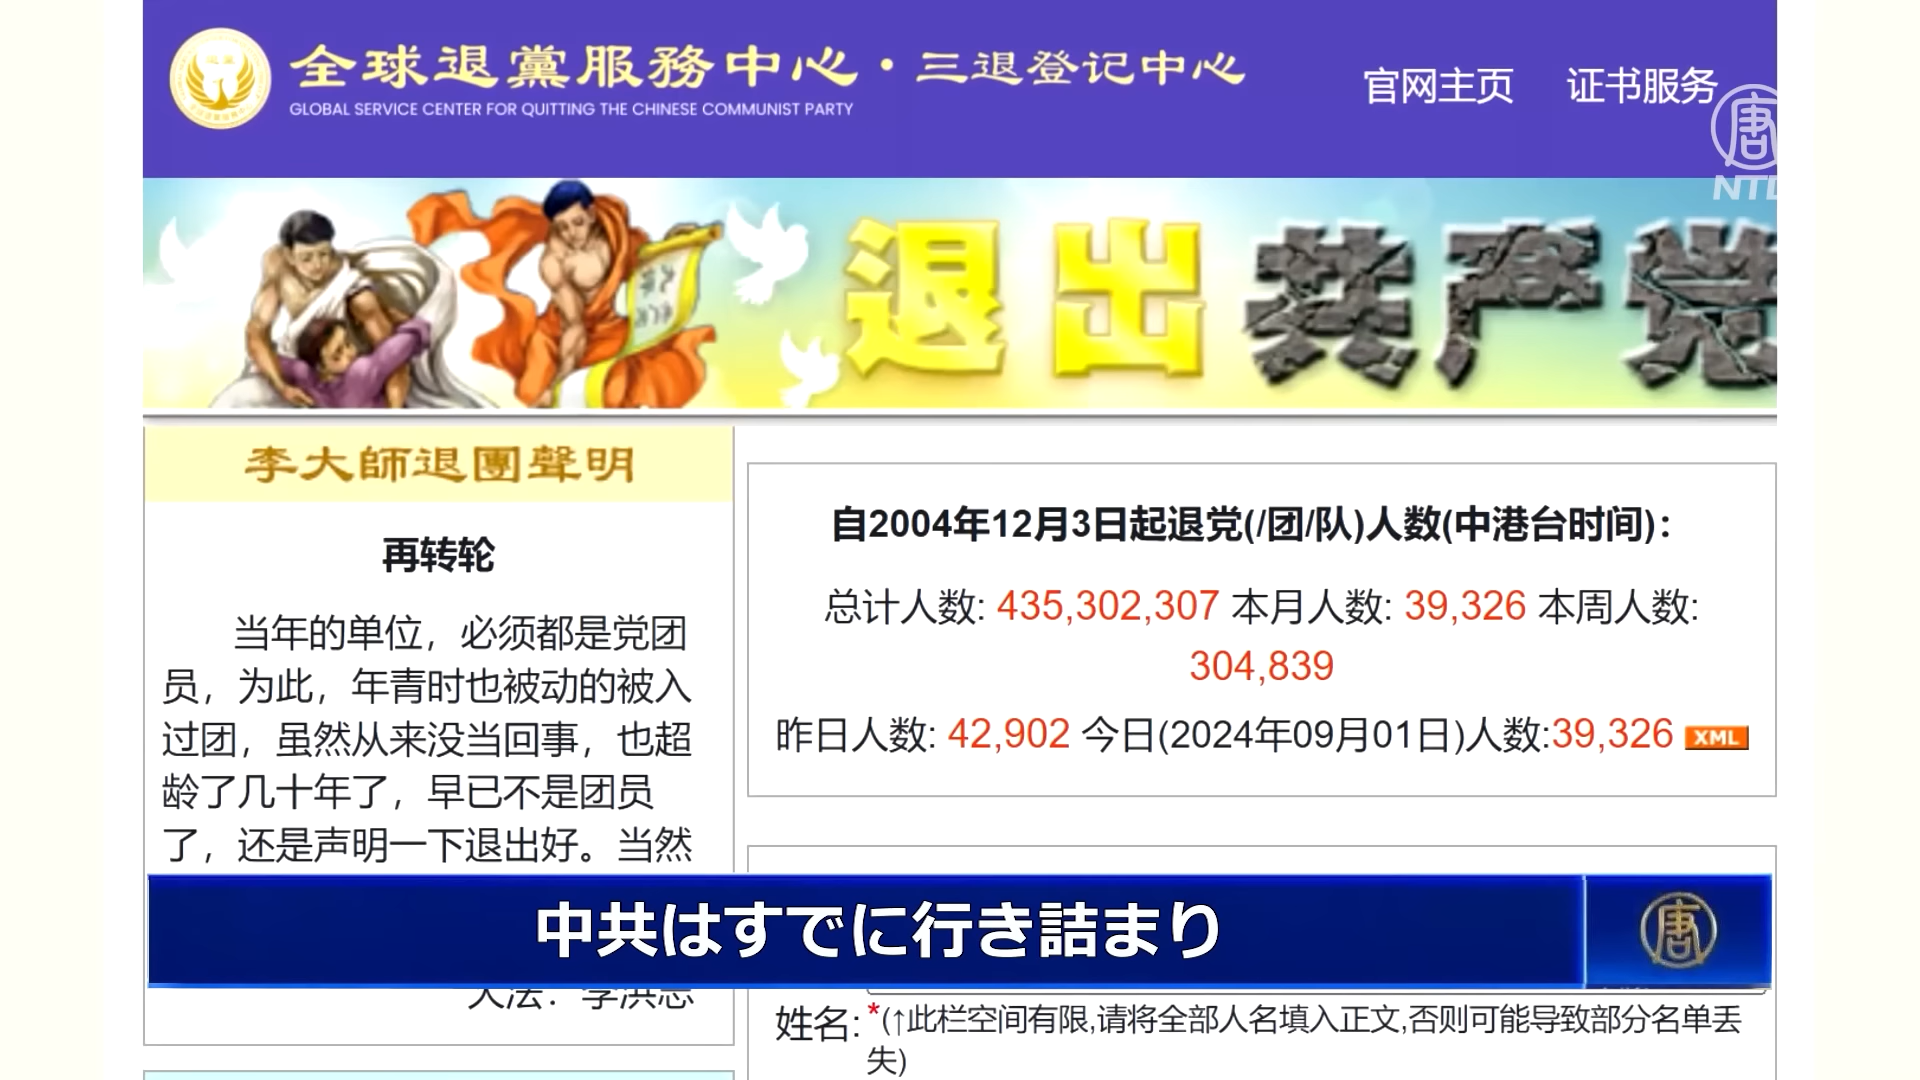 全球退黨服務中心・三退登记中心
GLOBAL SERVICE CENTER FOR QUITTING THE CHINESE COMMUNIST PARTY
官网主页 证书服务
唐
NTD
退出共产党
李大師退團聲明
再转轮
当年的单位，必须都是党团
员，为此，年青时也被动的被入
过团，虽然从来没当回事，也超
龄了几十年了，早已不是团员
了，还是声明一下退出好。当然
大法：李洪志
自2004年12月3日起退党(/团/队)人数(中港台时间)：
总计人数: 435,302,307 本月人数: 39,326 本周人数:
304,839
昨日人数: 42,902 今日(2024年09月01日)人数:39,326 XML
中共はすでに行き詰まり
唐
姓名: *(↑此栏空间有限,请将全部人名填入正文,否则可能导致部分名单丢
失)